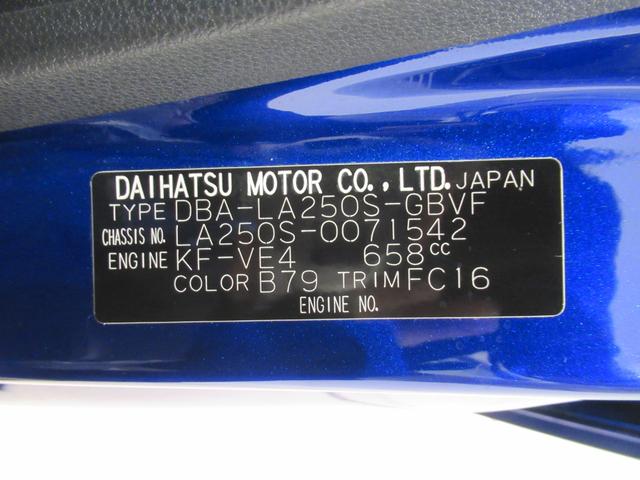 DAIHATSU MOTOR CO., LTD. JAPAN
TYPE DBA-LA250S-GBVF
CHASSIS NO. LA250S-0071542
ENGINE KF-VE4 658CC
COLOR B79 TRIM FC16
ENGINE NO.